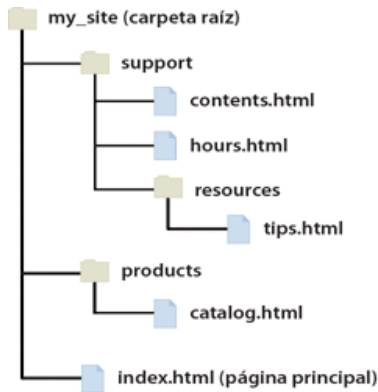 my_site (carpeta raíz)
support
contents.html
hours.html
resources
tips.html
products
catalog.html
index.html (página principal)